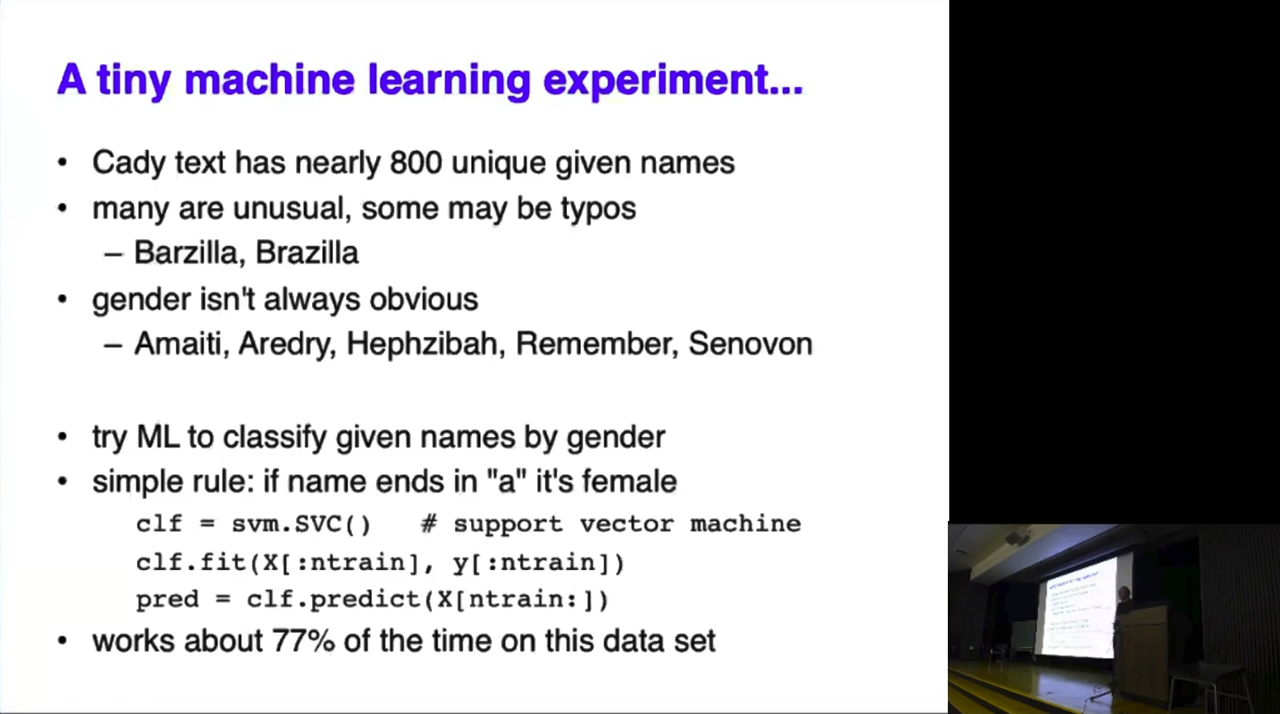 A tiny machine learning experiment...
• Cady text has nearly 800 unique given names
• many are unusual, some may be typos
– Barzilla, Brazilla
• gender isn't always obvious
– Amaiti, Aredry, Hephzibah, Remember, Senovon
• try ML to classify given names by gender
• simple rule: if name ends in "a" it's female
clf = svm.SVC()   # support vector machine
clf.fit(X[:ntrain], y[:ntrain])
pred = clf.predict(X[ntrain:])
• works about 77% of the time on this data set